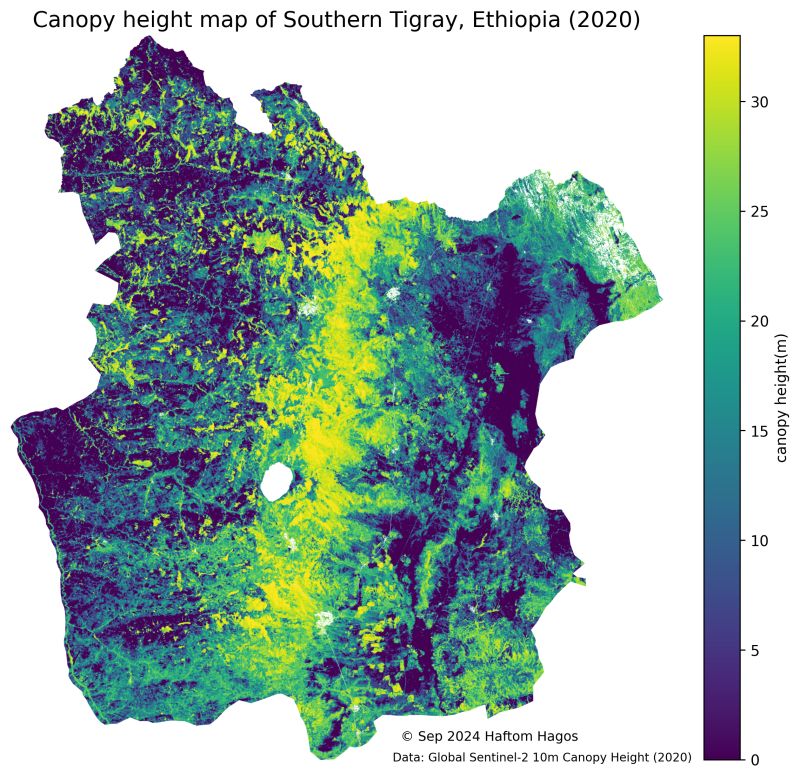 Canopy height map of Southern Tigray, Ethiopia (2020)
30
25
20
15
10
5
0
canopy height(m)
© Sep 2024 Haftom Hagos
Data: Global Sentinel-2 10m Canopy Height (2020)